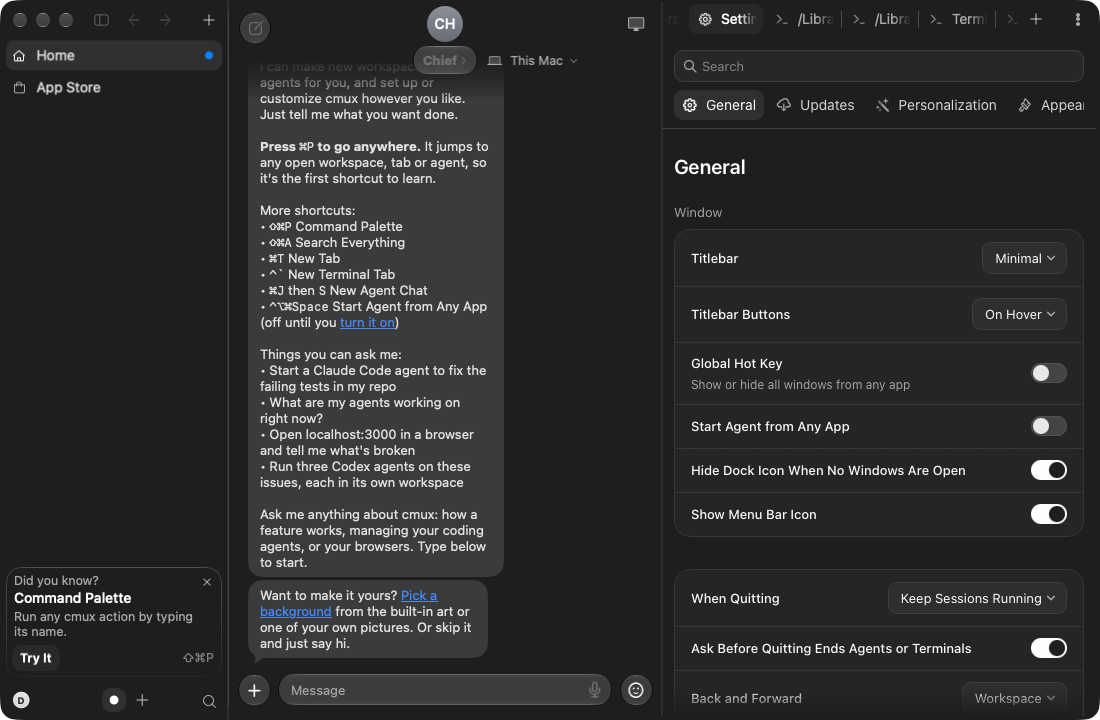 Home
App Store
Did you know?
Command Palette
Run any cmux action by typing
its name.
Try It
⇧⌘P
D
CH
Chief
This Mac
agents for you, and set up or
customize cmux however you like.
Just tell me what you want done.
Press ⌘P to go anywhere. It jumps to
any open workspace, tab or agent, so
it's the first shortcut to learn.
More shortcuts:
• ⇧⌘P Command Palette
• ⇧⌘A Search Everything
• ⌘T New Tab
• ^` New Terminal Tab
• ⌘J then S New Agent Chat
• ^⌥⌘Space Start Agent from Any App
(off until you turn it on)
Things you can ask me:
• Start a Claude Code agent to fix the
failing tests in my repo
• What are my agents working on
right now?
• Open localhost:3000 in a browser
and tell me what's broken
• Run three Codex agents on these
issues, each in its own workspace
Ask me anything about cmux: how a
feature works, managing your coding
agents, or your browsers. Type below
to start.
Want to make it yours? Pick a
background from the built-in art or
one of your own pictures. Or skip it
and just say hi.
Message
Search
General
Updates
Personalization
General
Window
Titlebar
Minimal
Titlebar Buttons
On Hover
Global Hot Key
Show or hide all windows from any app
Start Agent from Any App
Hide Dock Icon When No Windows Are Open
Show Menu Bar Icon
When Quitting
Keep Sessions Running
Ask Before Quitting Ends Agents or Terminals
Back and Forward
Workspace